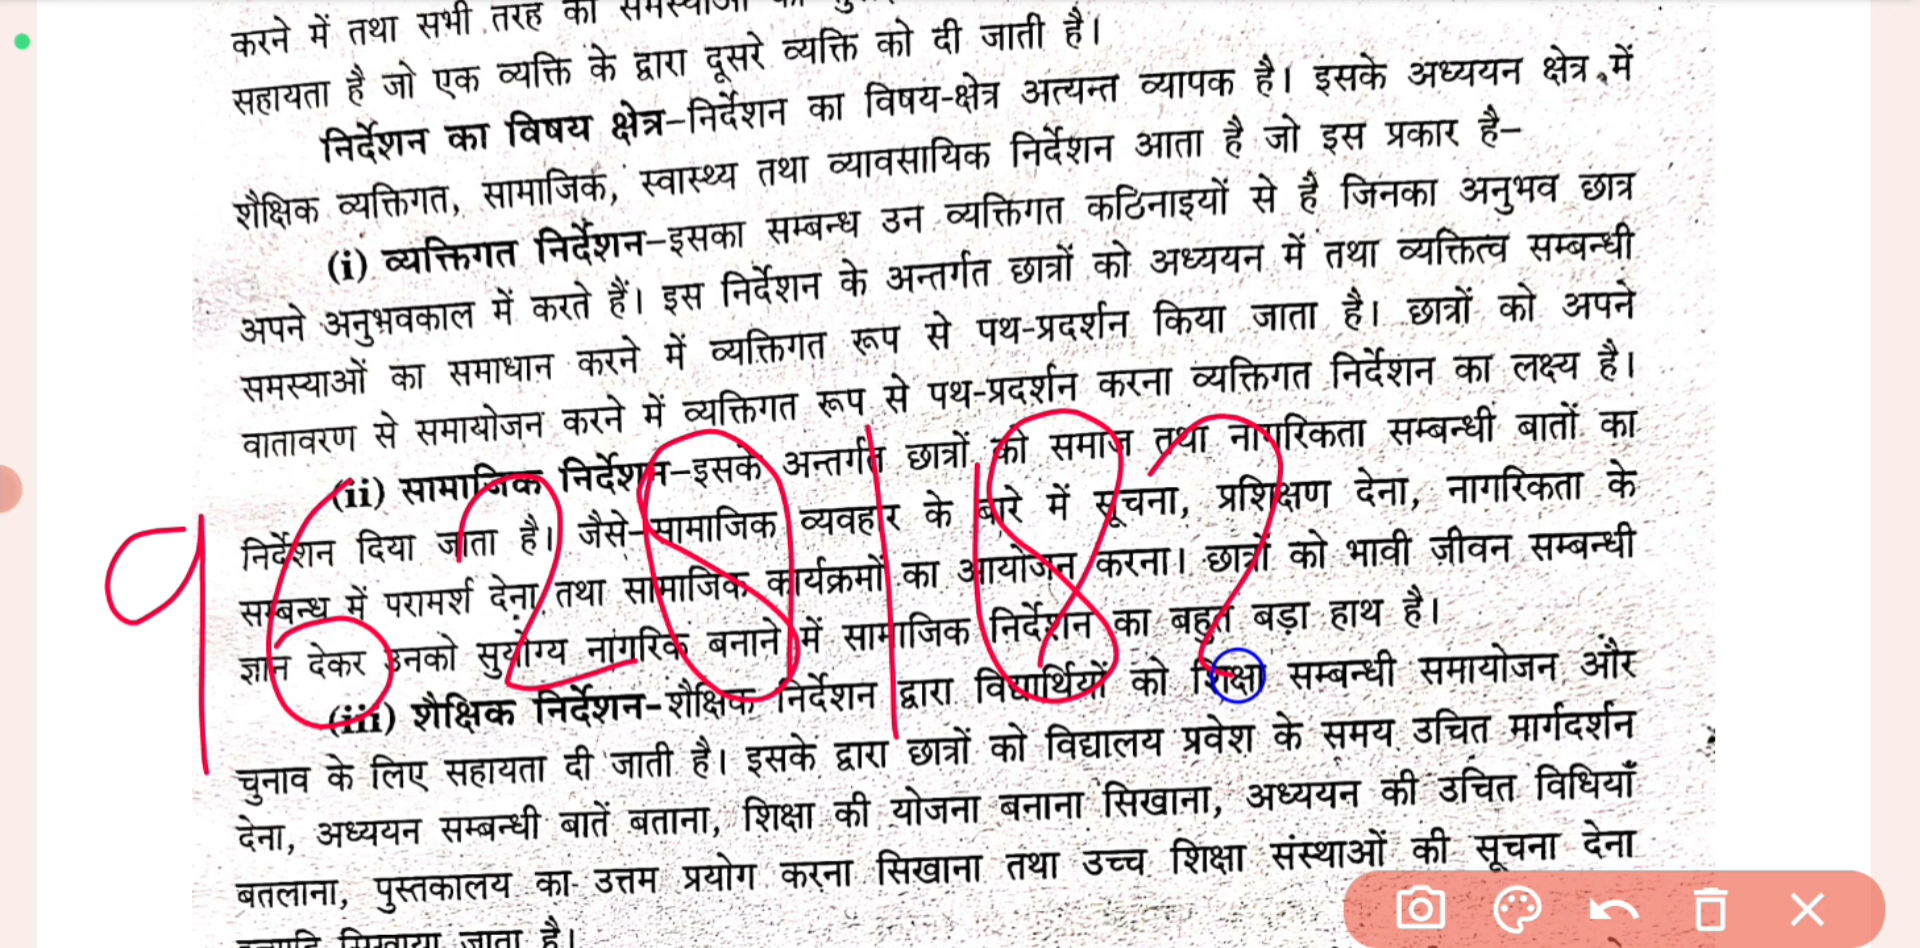 करने में तथा सभी तरह की
सहायता है जो एक व्यक्ति के द्वारा दूसरे व्यक्ति को दी जाती है।
निर्देशन का विषय क्षेत्र–निर्देशन का विषय-क्षेत्र अत्यन्त व्यापक है। इसके अध्ययन क्षेत्र में
शैक्षिक व्यक्तिगत, सामाजिक, स्वास्थ्य तथा व्यावसायिक निर्देशन आता है जो इस प्रकार है–
(i) व्यक्तिगत निर्देशन–इसका सम्बन्ध उन व्यक्तिगत कठिनाइयों से है जिनका अनुभव छात्र
अपने अनुभवकाल में करते हैं। इस निर्देशन के अन्तर्गत छात्रों को अध्ययन में तथा व्यक्तित्व सम्बन्धी
समस्याओं का समाधान करने में व्यक्तिगत रूप से पथ-प्रदर्शन किया जाता है। छात्रों को अपने
वातावरण से समायोजन करने में व्यक्तिगत रूप से पथ-प्रदर्शन करना व्यक्तिगत निर्देशन का लक्ष्य है।
(ii) सामाजिक निर्देशन–इसके अन्तर्गत छात्रों को समाज तथा नागरिकता सम्बन्धी बातों का
निर्देशन दिया जाता है। जैसे–सामाजिक व्यवहार के बारे में सूचना, प्रशिक्षण देना, नागरिकता के
सम्बन्ध में परामर्श देना तथा सामाजिक कार्यक्रमों का आयोजन करना। छात्रों को भावी जीवन सम्बन्धी
ज्ञान देकर उनको सुयोग्य नागरिक बनाने में सामाजिक निर्देशन का बहुत बड़ा हाथ है।
(iii) शैक्षिक निर्देशन–शैक्षिक निर्देशन द्वारा विद्यार्थियों को शिक्षा सम्बन्धी समायोजन और
चुनाव के लिए सहायता दी जाती है। इसके द्वारा छात्रों को विद्यालय प्रवेश के समय उचित मार्गदर्शन
देना, अध्ययन सम्बन्धी बातें बताना, शिक्षा की योजना बनाना सिखाना, अध्ययन की उचित विधियाँ
बतलाना, पुस्तकालय का उत्तम प्रयोग करना सिखाना तथा उच्च शिक्षा संस्थाओं की सूचना देना
सिखाया जाता है।